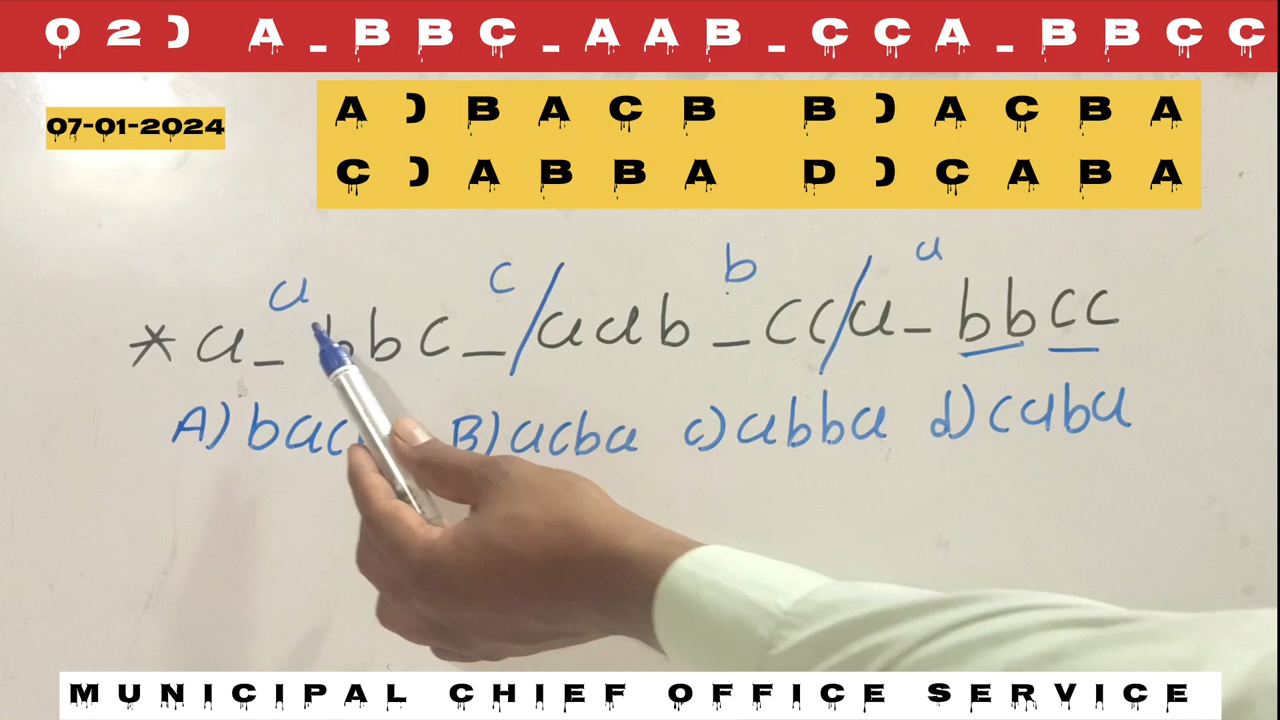 02) A_BBC_AAB_CCA_BBCC
07-01-2024
A) BACB B) ACBA
C) ABBA D) CABA
a c b a
* a_bbc_/aab_cc/a_bbcc
A) bac B) acba c) abba d) caba
MUNICIPAL CHIEF OFFICE SERVICE